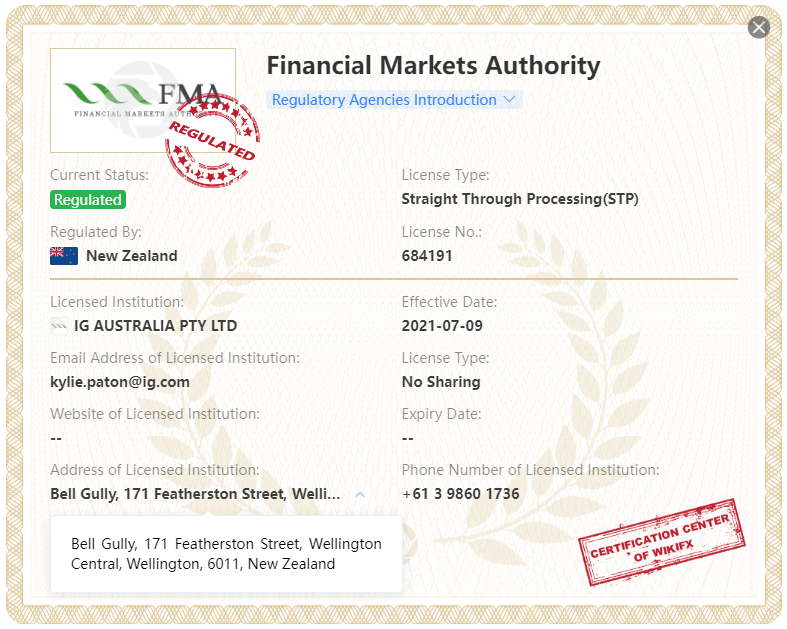 Financial Markets Authority
Regulatory Agencies Introduction
FMA
FINANCIAL MARKETS AUTH
REGULATED
Current Status:
Regulated
License Type:
Straight Through Processing(STP)
Regulated By:
New Zealand
License No.:
684191
Licensed Institution:
IG AUSTRALIA PTY LTD
Effective Date:
2021-07-09
Email Address of Licensed Institution:
kylie.paton@ig.com
License Type:
No Sharing
Website of Licensed Institution:
--
Expiry Date:
--
Address of Licensed Institution:
Bell Gully, 171 Featherston Street, Welli...
Phone Number of Licensed Institution:
+61 3 9860 1736
Bell Gully, 171 Featherston Street, Wellington
Central, Wellington, 6011, New Zealand
CERTIFICATION CENTER
OF WIKIFX